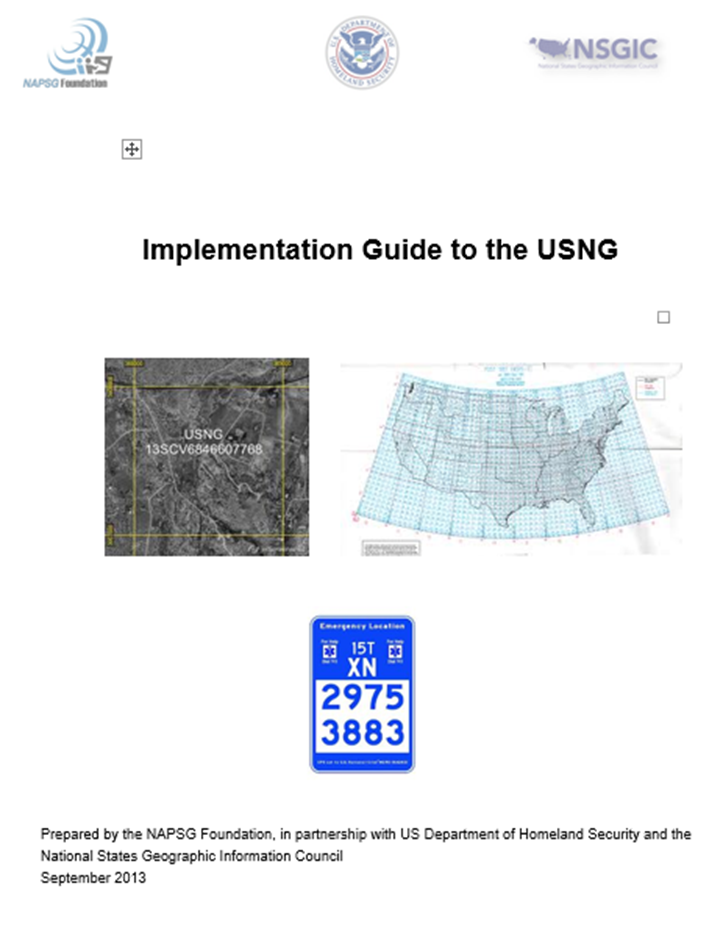 NAPSG Foundation
U.S. DEPARTMENT OF HOMELAND SECURITY
NSGIC
National States Geographic Information Council
Implementation Guide to the USNG
USNG
13SCV6846607768
Emergency Location
For Help
15T
For Help
Dial 911
XN
Dial 911
2975
3883
Prepared by the NAPSG Foundation, in partnership with US Department of Homeland Security and the
National States Geographic Information Council
September 2013